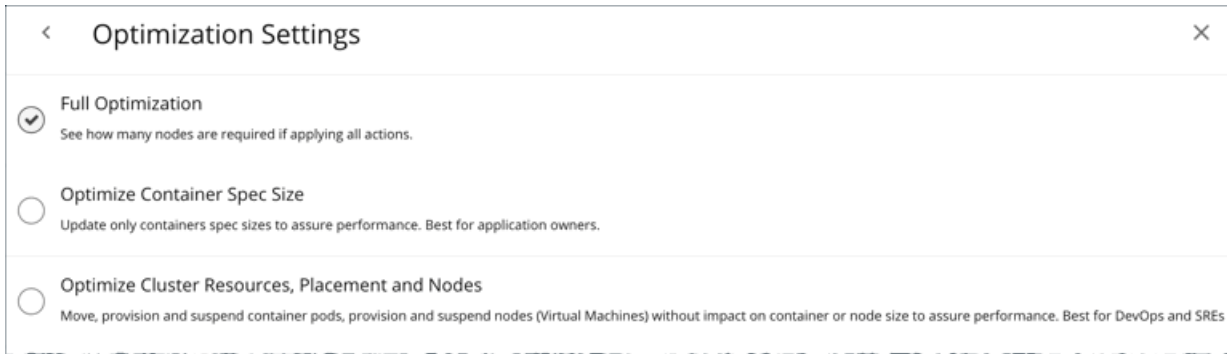 Optimization Settings
Full Optimization
See how many nodes are required if applying all actions.
Optimize Container Spec Size
Update only containers spec sizes to assure performance. Best for application owners.
Optimize Cluster Resources, Placement and Nodes
Move, provision and suspend container pods, provision and suspend nodes (Virtual Machines) without impact on container or node size to assure performance. Best for DevOps and SREs